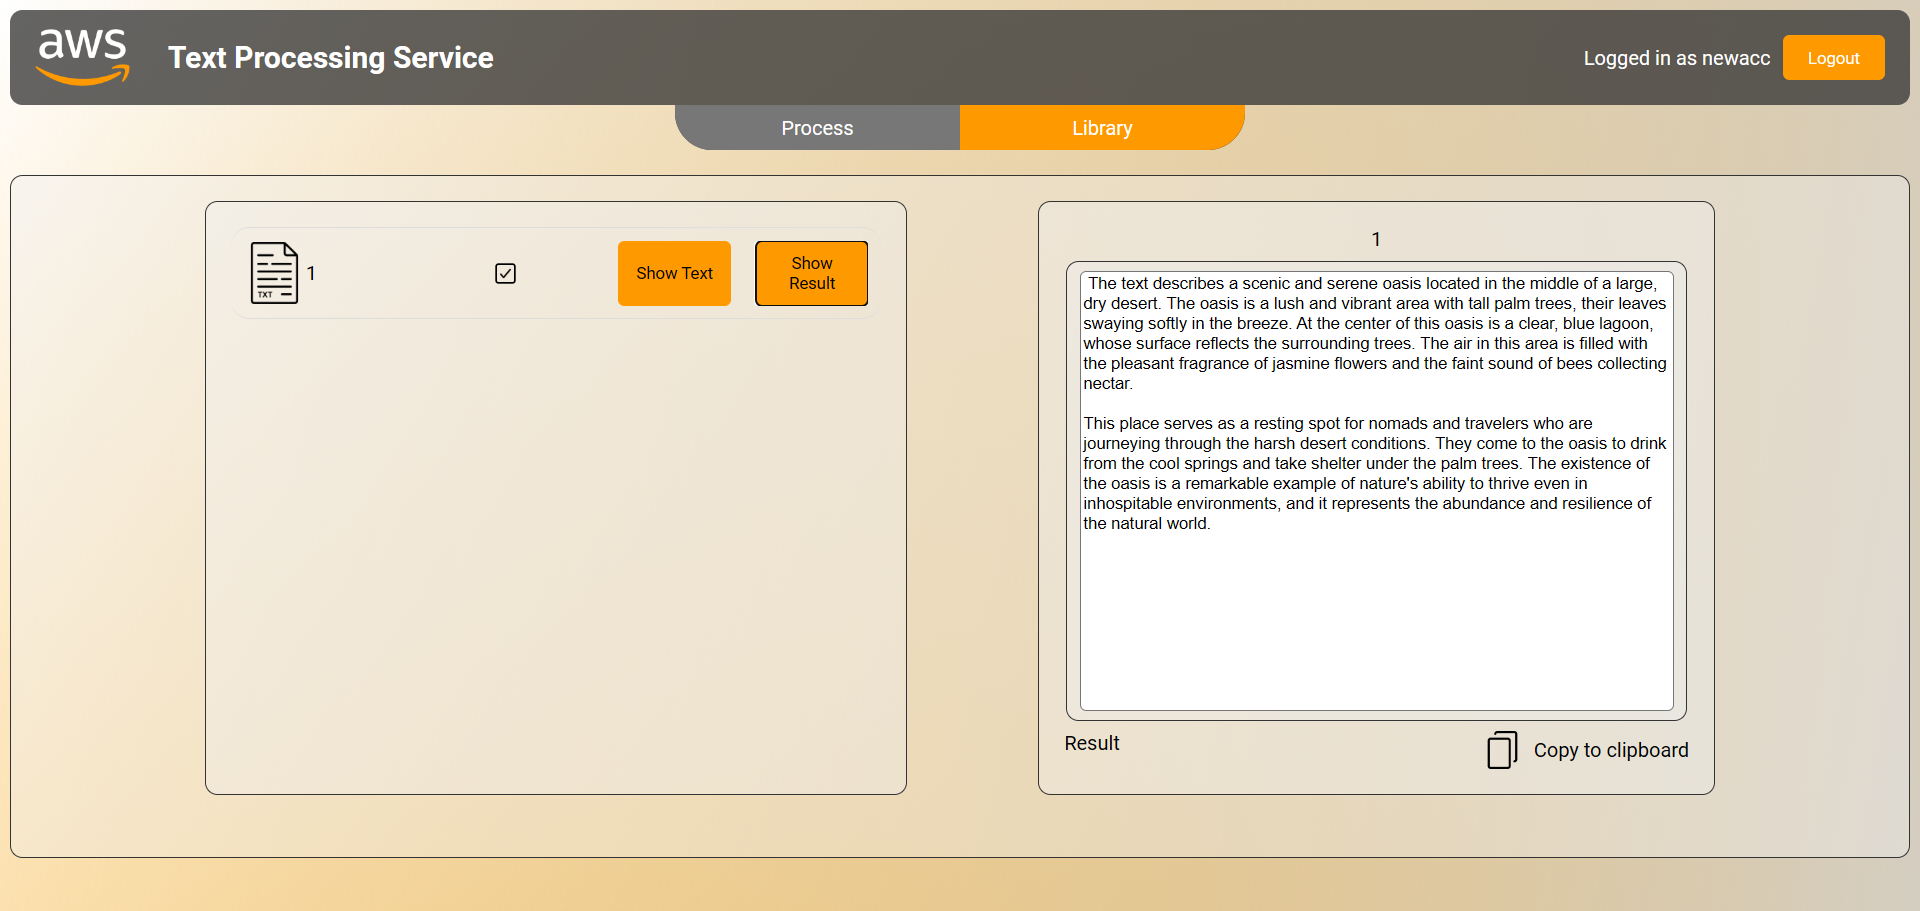 aws
Text Processing Service
Logged in as newacc
Logout
Process
Library
TXT
1
Show Text
Show
Result
1
The text describes a scenic and serene oasis located in the middle of a large,
dry desert. The oasis is a lush and vibrant area with tall palm trees, their leaves
swaying softly in the breeze. At the center of this oasis is a clear, blue lagoon,
whose surface reflects the surrounding trees. The air in this area is filled with
the pleasant fragrance of jasmine flowers and the faint sound of bees collecting
nectar.
This place serves as a resting spot for nomads and travelers who are
journeying through the harsh desert conditions. They come to the oasis to drink
from the cool springs and take shelter under the palm trees. The existence of
the oasis is a remarkable example of nature's ability to thrive even in
inhospitable environments, and it represents the abundance and resilience of
the natural world.
Result
Copy to clipboard